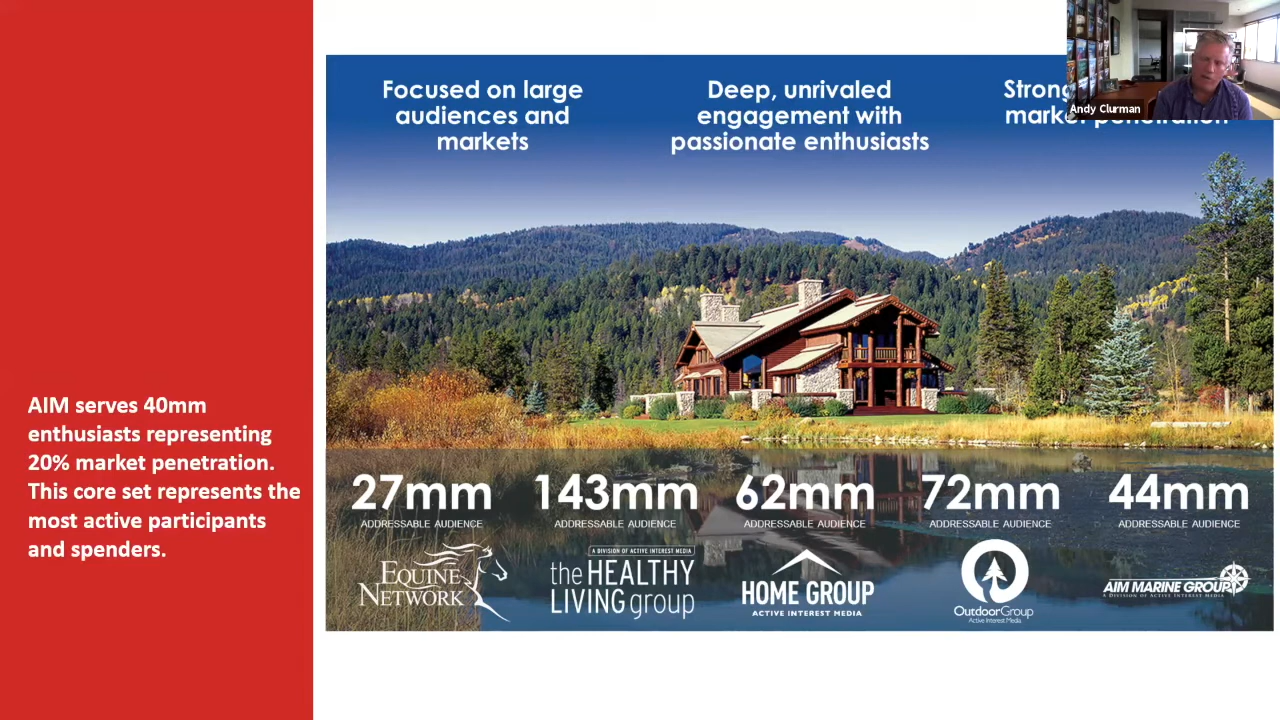 Focused on large
audiences and
markets
Deep, unrivaled
engagement with
passionate enthusiasts
Strong
market penetration
Andy Clurman
AIM serves 40mm
enthusiasts representing
20% market penetration.
This core set represents the
most active participants
and spenders.
27mm
ADDRESSABLE AUDIENCE
143mm
ADDRESSABLE AUDIENCE
62mm
ADDRESSABLE AUDIENCE
72mm
ADDRESSABLE AUDIENCE
44mm
ADDRESSABLE AUDIENCE
EQUINE
NETWORK
A DIVISION OF ACTIVE INTEREST MEDIA
the HEALTHY
LIVING group
HOME GROUP
ACTIVE INTEREST MEDIA
OutdoorGroup
Active Interest Media
AIM MARINE GROUP
A DIVISION OF ACTIVE INTEREST MEDIA